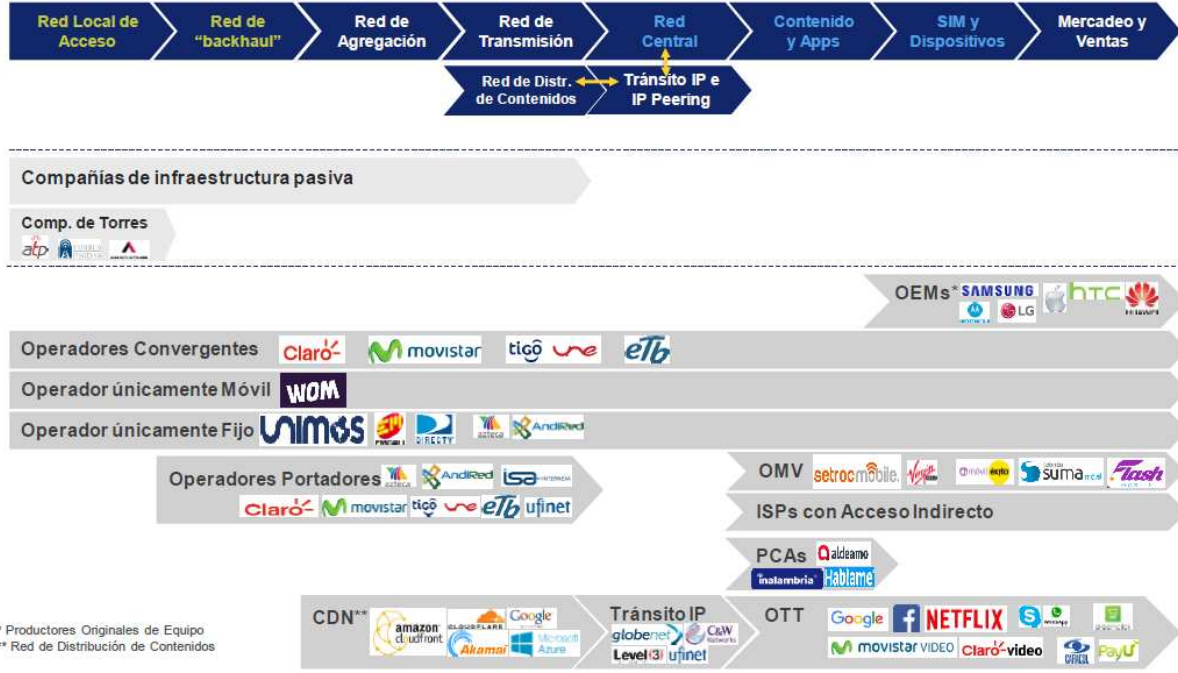 Red Local de Acceso
Red de “backhaul”
Red de Agregación
Red de Transmisión
Red Central
Contenido y Apps
SIM y Dispositivos
Mercadeo y Ventas
Red de Distr. de Contenidos
Tránsito IP e IP Peering
Compañías de infraestructura pasiva
Comp. de Torres
atp
OEMs* SAMSUNG hTC
LG HUAWEI
Operadores Convergentes Claro movistar tigo une eTb
Operador únicamente Móvil WOM
Operador únicamente Fijo UNIMOS DIRECTV azteca AndiRed
Operadores Portadores azteca AndiRed isa
Claro movistar tigo une eTb ufinet
OMV setrocmobile. Virgin móvil éxito suma móvil Flash
ISPs con Acceso Indirecto
PCAs aldeamo
inalambria Hablame
CDN** amazon cloudfront CLOUDFLARE Google
Akamai Microsoft Azure
Tránsito IP
globenet C&W Networks
Level(3) ufinet
OTT Google f NETFLIX S WhatsApp
movistar VIDEO Claro-video CARACOL PayU
* Productores Originales de Equipo
** Red de Distribución de Contenidos